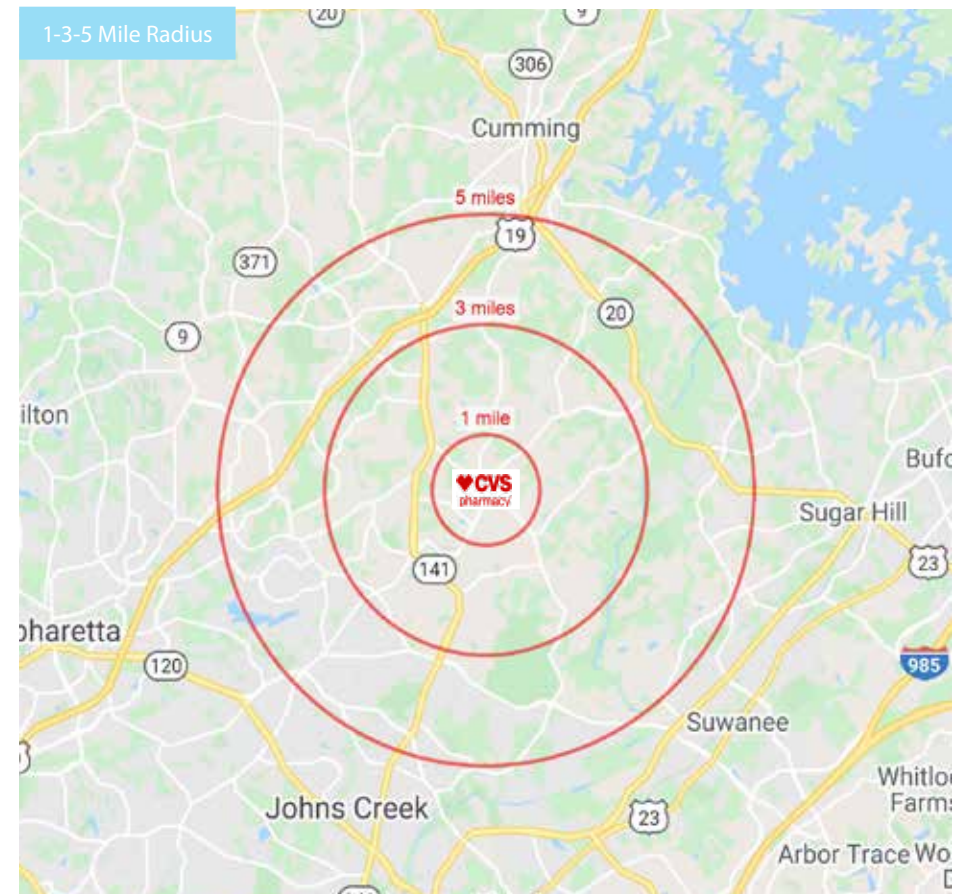 1-3-5 Mile Radius
20
9
306
Cumming
5 miles
19
371
3 miles
20
9
ilton
1 mile
Bufo
CVS
pharmacy
Sugar Hill
141
23
pharetta
120
985
Suwanee
Whitlo
Farms
Johns Creek
23
Arbor Trace Wo